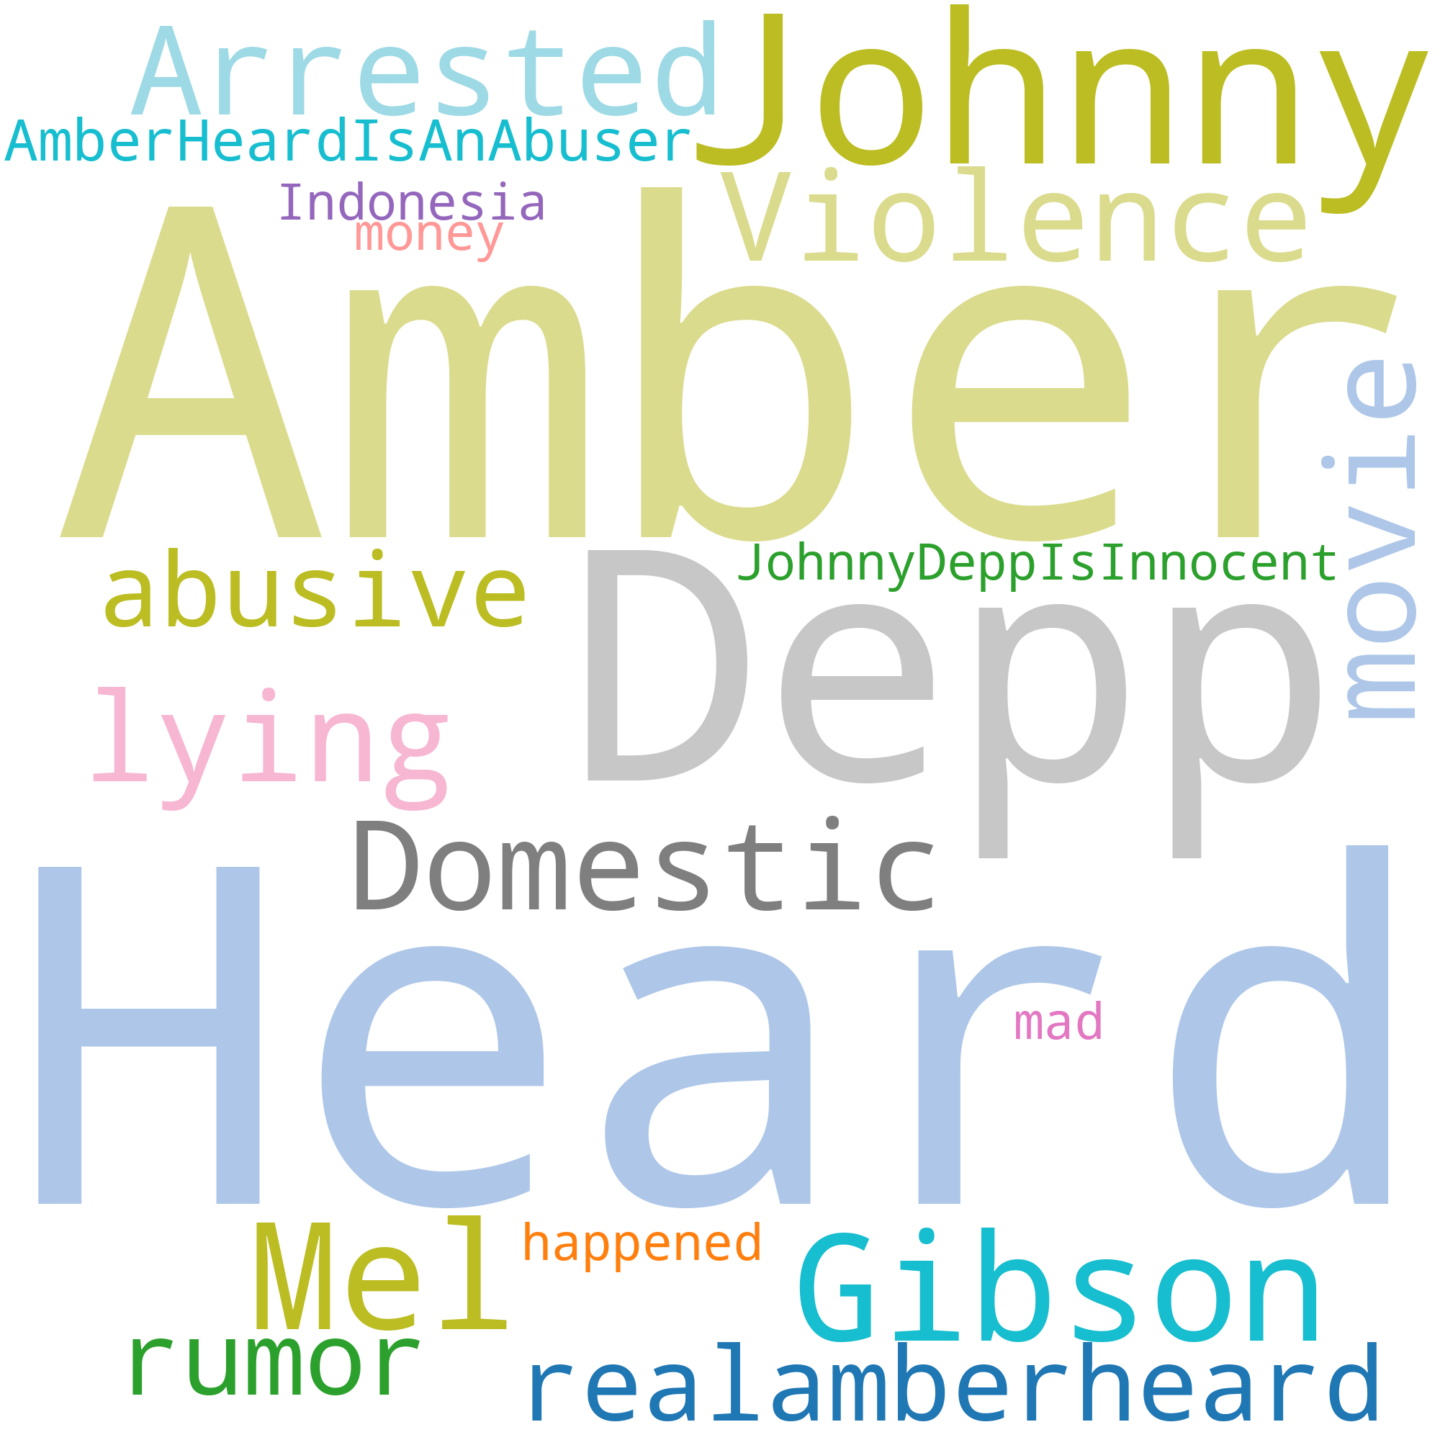 Arrested
Johnny
AmberHeardIsAnAbuser
Indonesia
Violence
money
Amber
movie
abusive
JohnnyDeppIsInnocent
Depp
lying
Domestic
Heard
mad
Mel
happened
Gibson
rumor
realamberheard